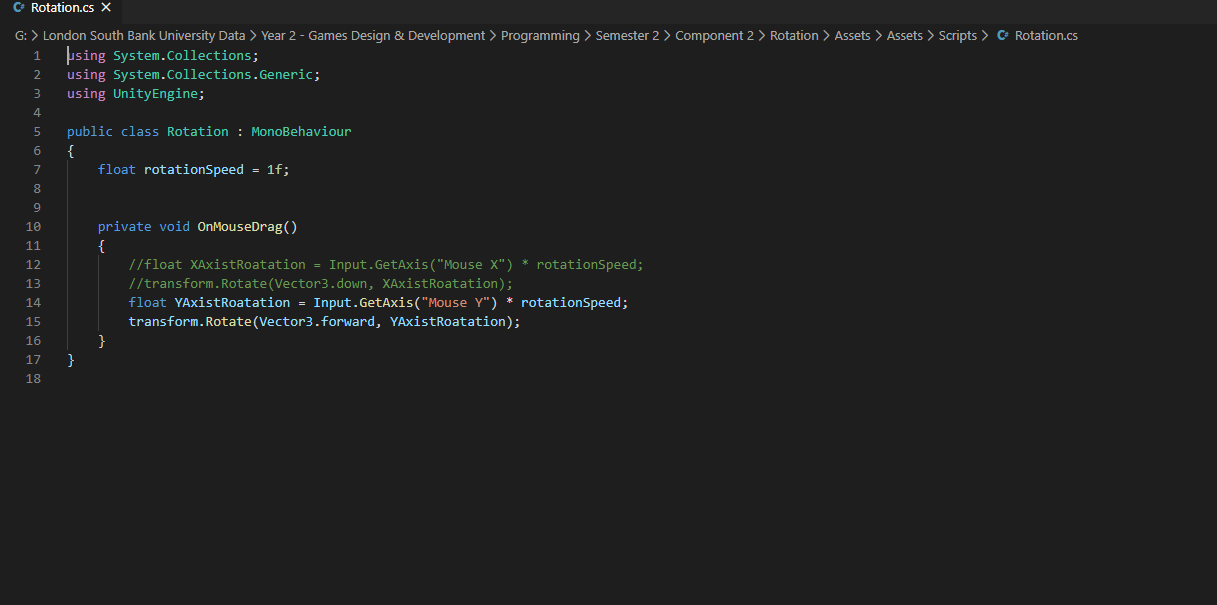 Rotation.cs
G: > London South Bank University Data > Year 2 - Games Design & Development > Programming > Semester 2 > Component 2 > Rotation > Assets > Assets > Scripts > Rotation.cs
1 using System.Collections;
2 using System.Collections.Generic;
3 using UnityEngine;
4
5 public class Rotation : MonoBehaviour
6 {
7     float rotationSpeed = 1f;
8
9
10     private void OnMouseDrag()
11     {
12         //float XAxistRoatation = Input.GetAxis("Mouse X") * rotationSpeed;
13         //transform.Rotate(Vector3.down, XAxistRoatation);
14         float YAxistRoatation = Input.GetAxis("Mouse Y") * rotationSpeed;
15         transform.Rotate(Vector3.forward, YAxistRoatation);
16     }
17 }
18